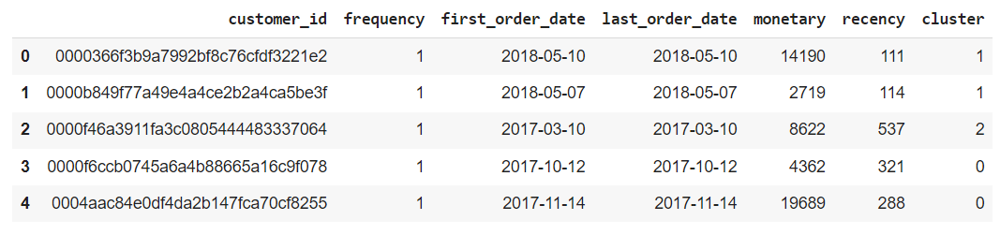 customer_id frequency first_order_date last_order_date monetary recency cluster
0 0000366f3b9a7992bf8c76cfdf3221e2 1 2018-05-10 2018-05-10 14190 111 1
1 0000b849f77a49e4a4ce2b2a4ca5be3f 1 2018-05-07 2018-05-07 2719 114 1
2 0000f46a3911fa3c0805444483337064 1 2017-03-10 2017-03-10 8622 537 2
3 0000f6ccb0745a6a4b88665a16c9f078 1 2017-10-12 2017-10-12 4362 321 0
4 0004aac84e0df4da2b147fca70cf8255 1 2017-11-14 2017-11-14 19689 288 0